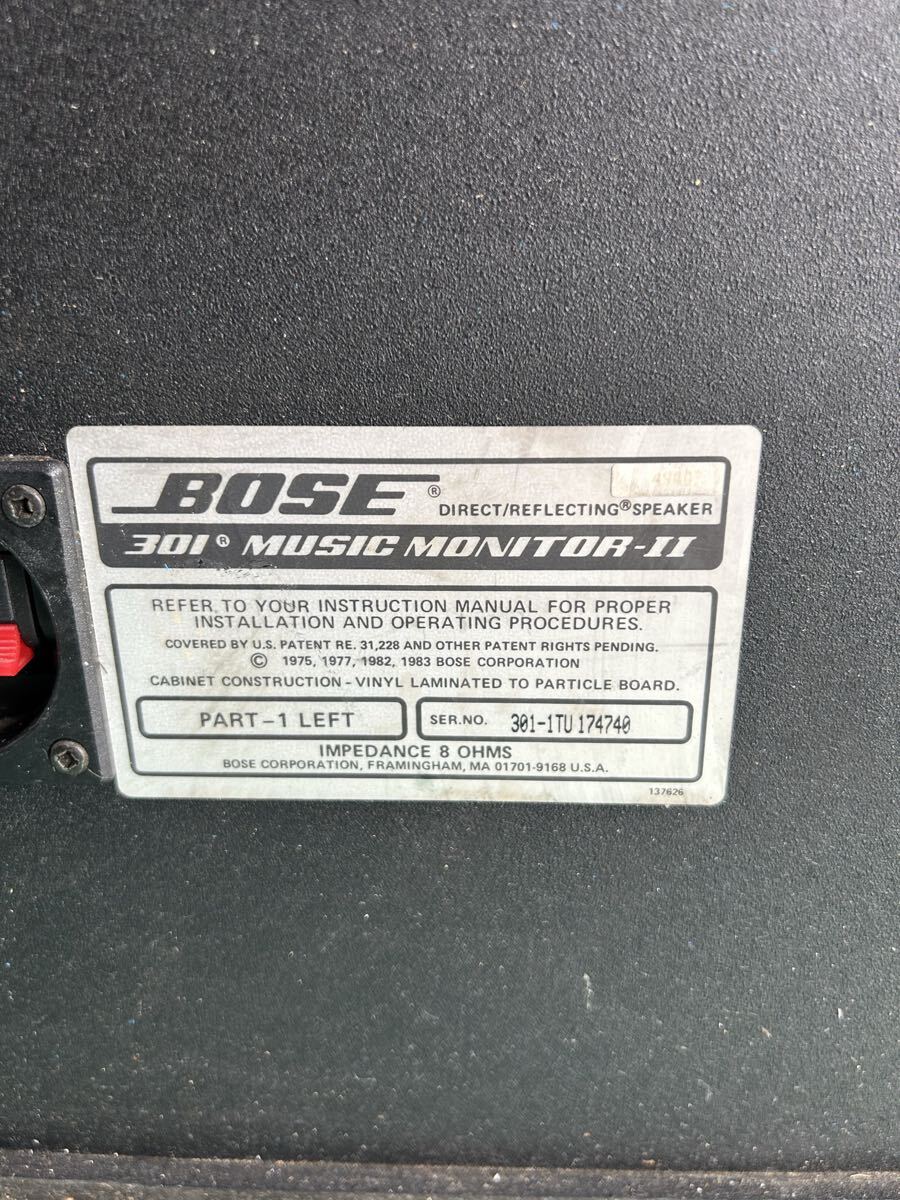 BOSE®
DIRECT/REFLECTING® SPEAKER
301® MUSIC MONITOR-II
REFER TO YOUR INSTRUCTION MANUAL FOR PROPER
INSTALLATION AND OPERATING PROCEDURES.
COVERED BY U.S. PATENT RE. 31,228 AND OTHER PATENT RIGHTS PENDING.
© 1975, 1977, 1982, 1983 BOSE CORPORATION
CABINET CONSTRUCTION - VINYL LAMINATED TO PARTICLE BOARD.
PART-1 LEFT
SER.NO. 301-1TU 174740
IMPEDANCE 8 OHMS
BOSE CORPORATION, FRAMINGHAM, MA 01701-9168 U.S.A.
137626